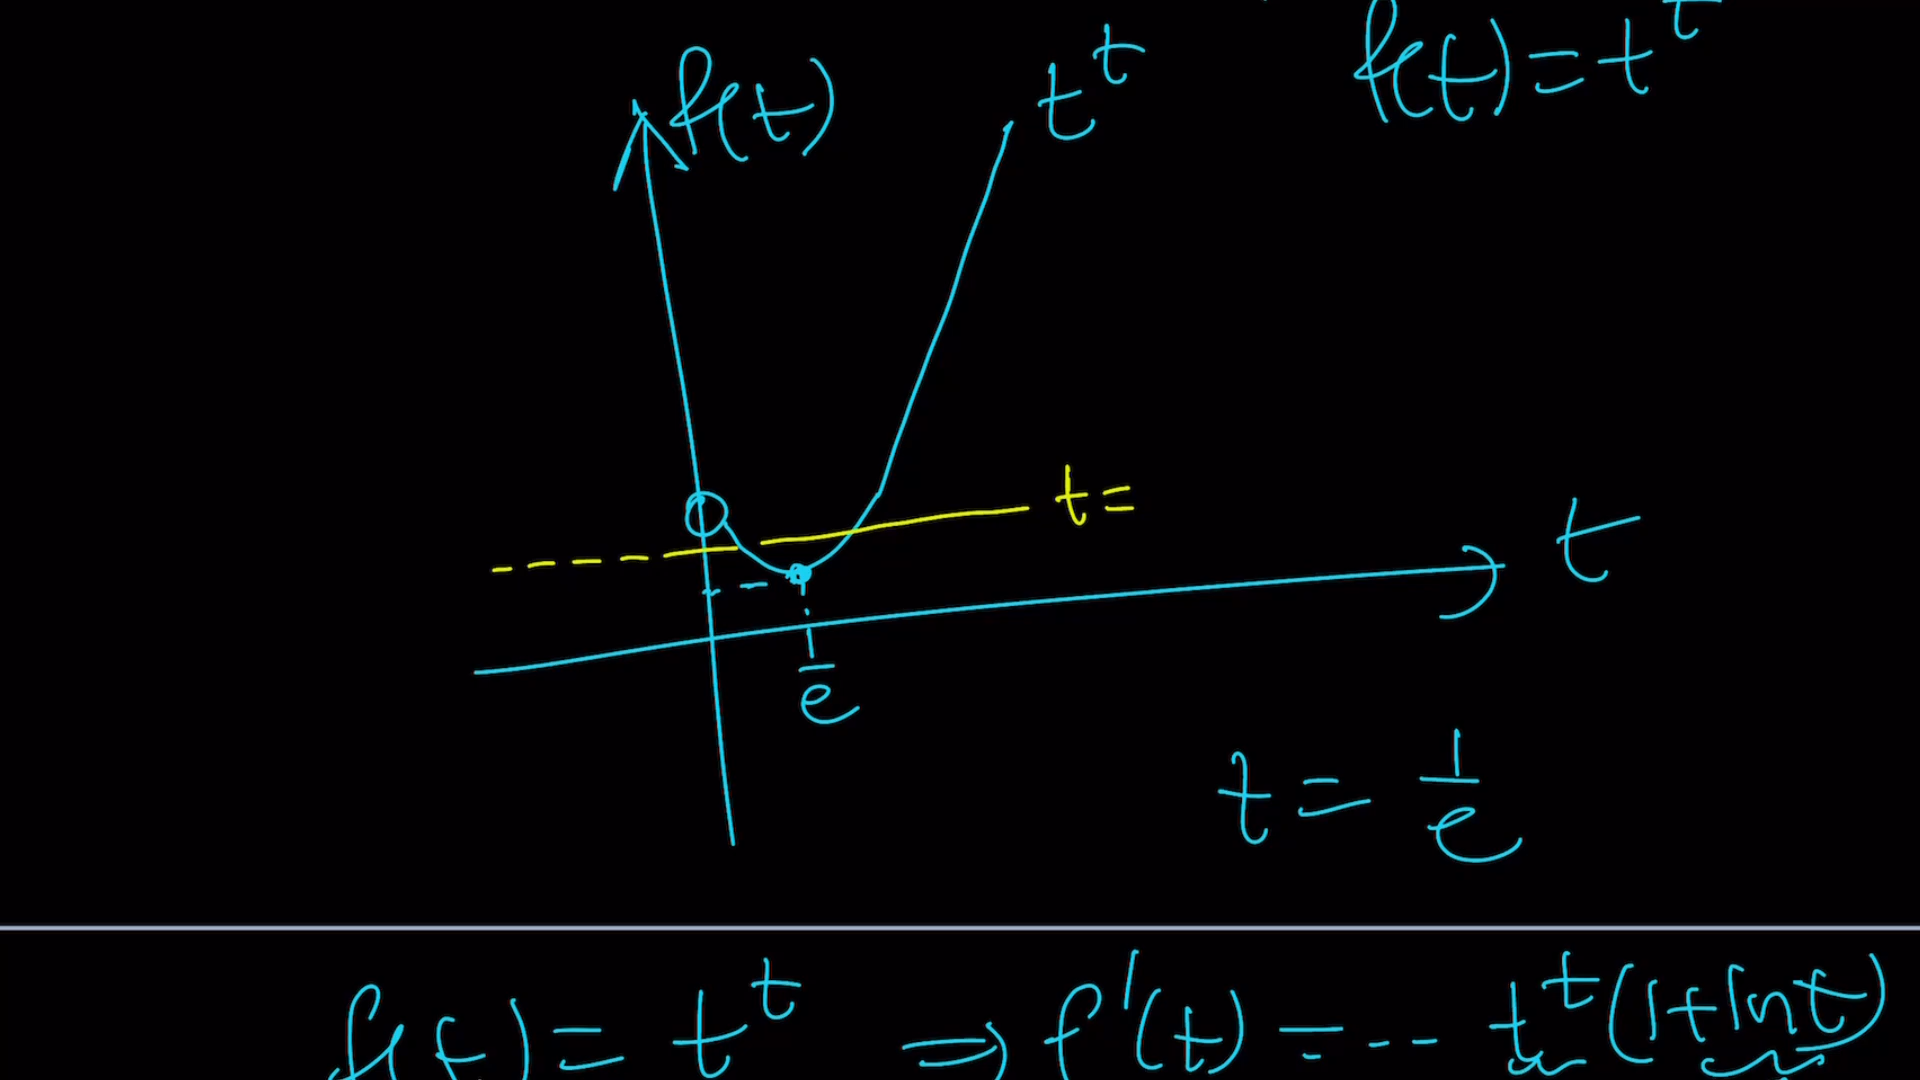 f(t)
t^t
f(t) = t^t
t =
t
1/e
t = 1/e
f(t) = t^t → f'(t) = --- t^t (1+ln t)